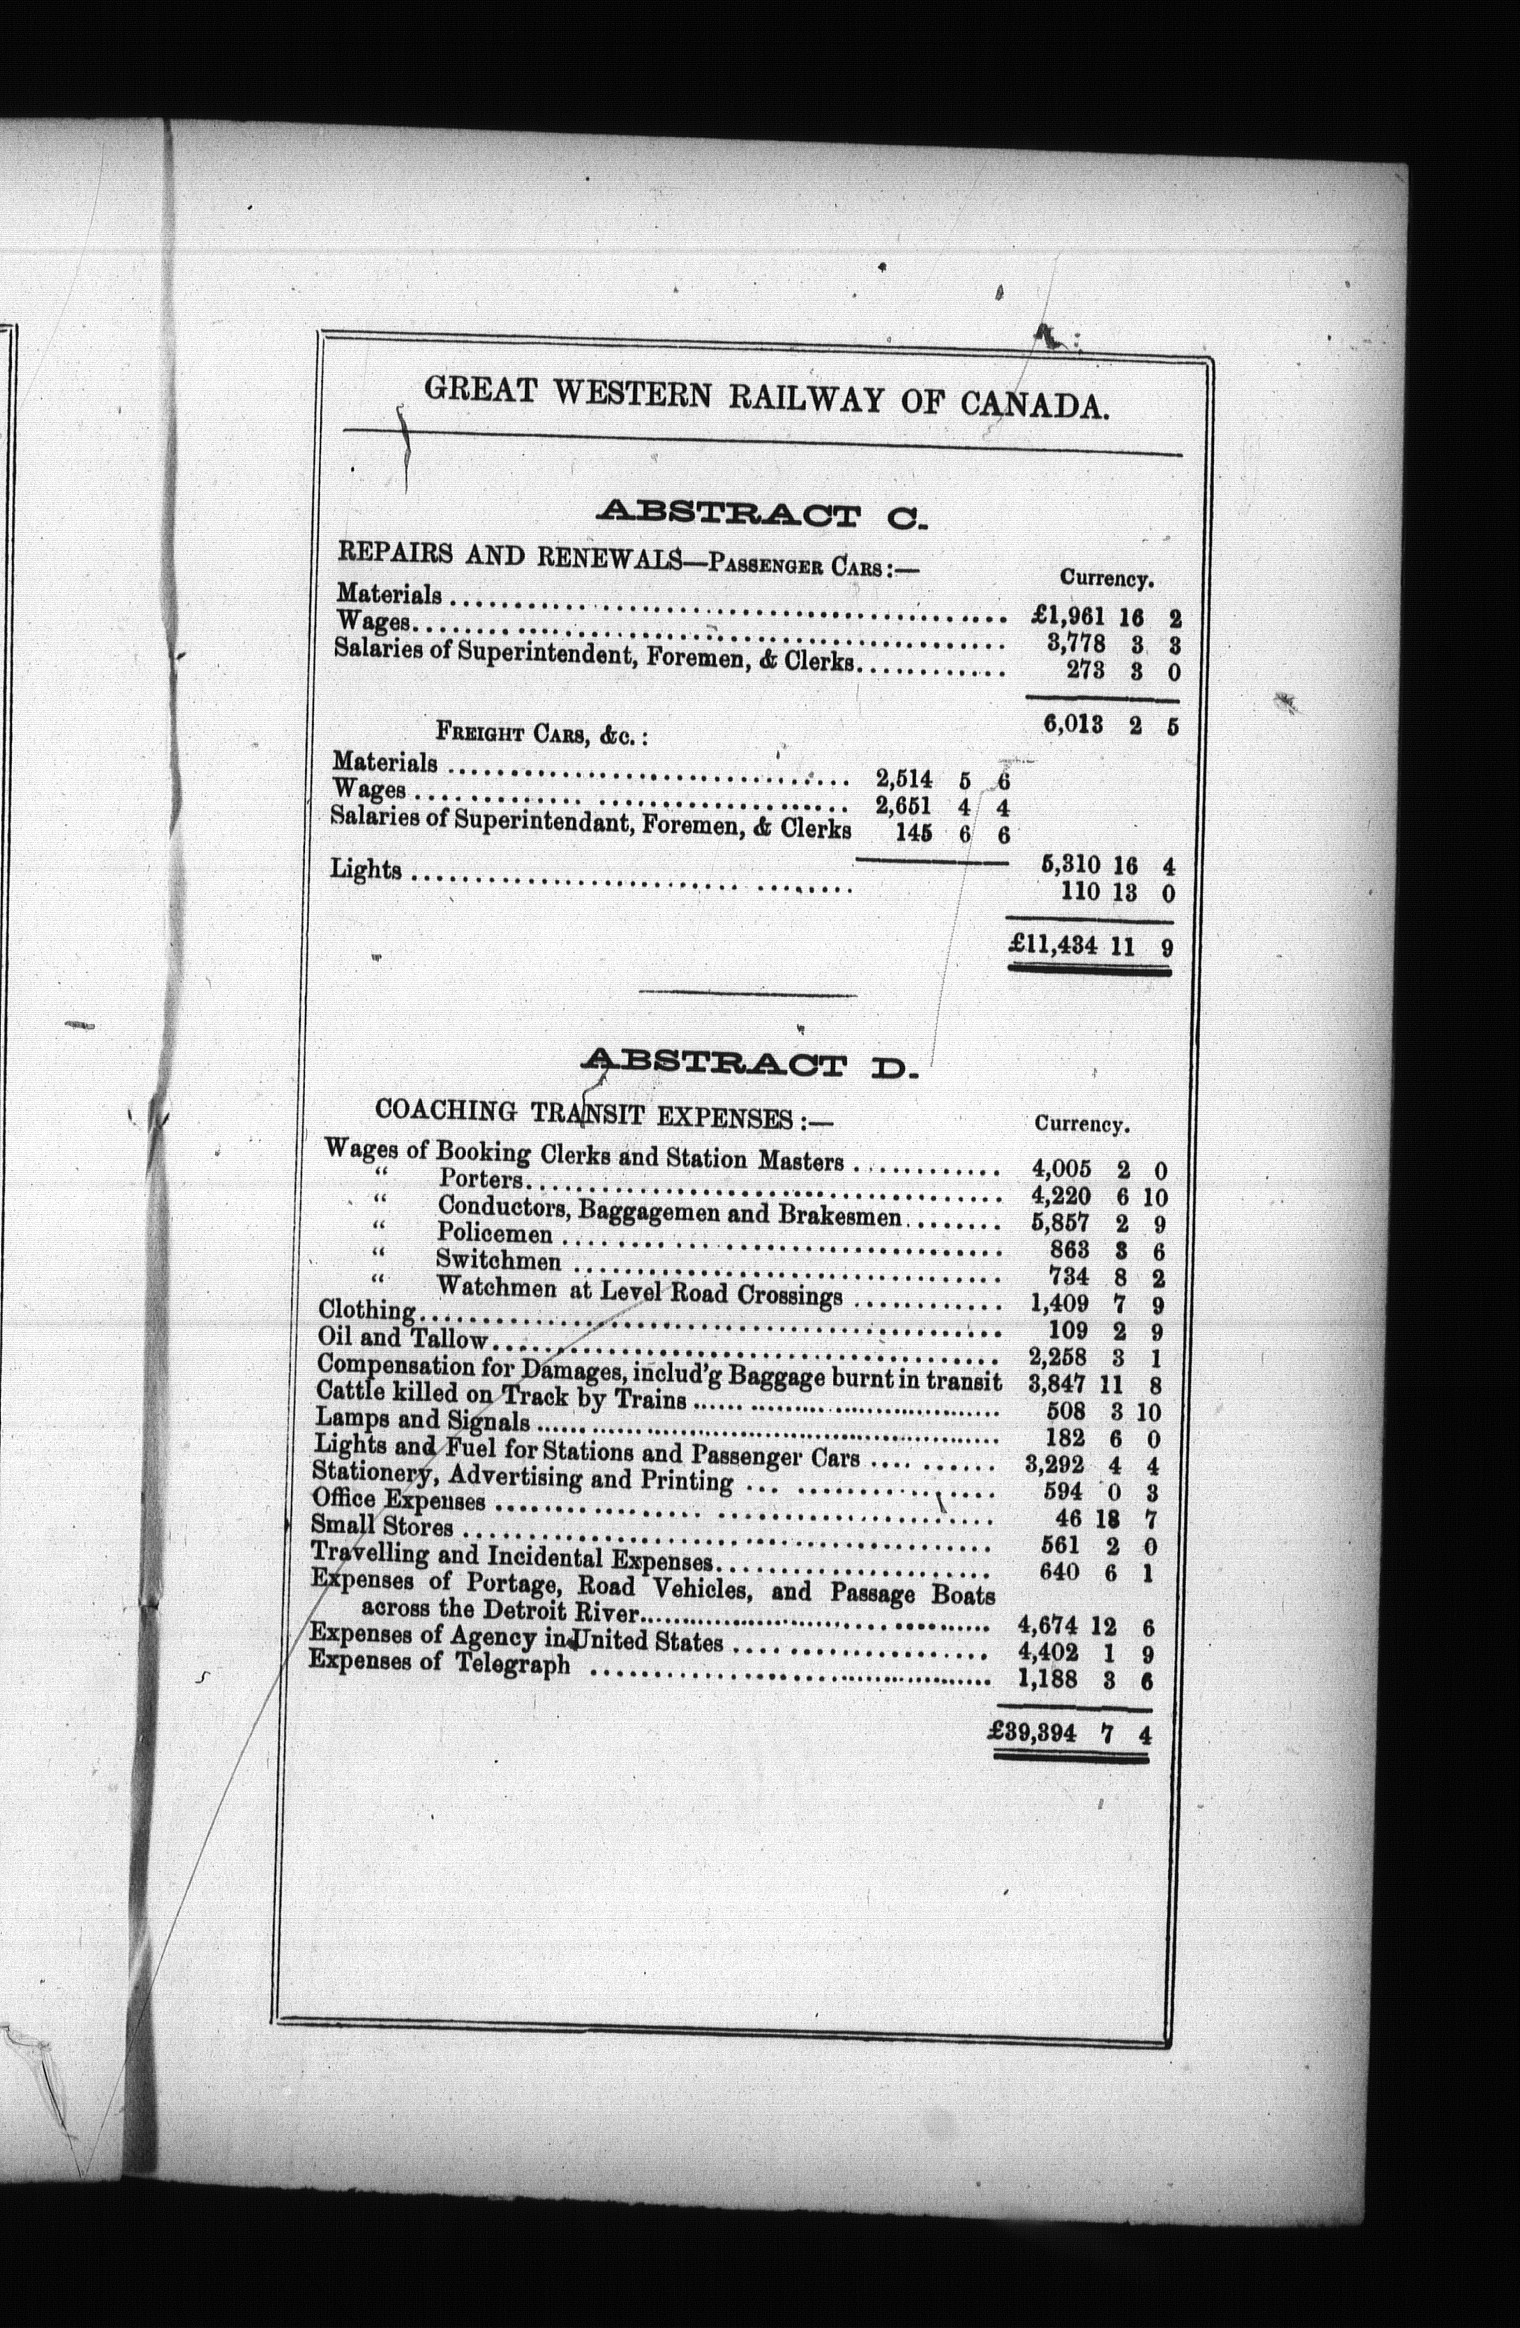 GREAT WESTERN RAILWAY OF CANADA.
ABSTRACT C.
REPAIRS AND RENEWALS—PASSENGER CARS:— Currency.
Materials ........ £1,961 16 2
Wages ........ 3,778 3 3
Salaries of Superintendent, Foremen, & Clerks ........ 273 3 0
6,013 2 5
FREIGHT CARS, &c.:
Materials ........ 2,514 5 6
Wages ........ 2,651 4 4
Salaries of Superintendant, Foremen, & Clerks 145 6 6
5,310 16 4
Lights ........ 110 13 0
£11,434 11 9
ABSTRACT D.
COACHING TRANSIT EXPENSES:— Currency.
Wages of Booking Clerks and Station Masters ........ 4,005 2 0
“ Porters ........ 4,220 6 10
“ Conductors, Baggagemen and Brakesmen ........ 5,857 2 9
“ Policemen ........ 863 8 6
“ Switchmen ........ 734 8 2
“ Watchmen at Level Road Crossings ........ 1,409 7 9
Clothing ........ 109 2 9
Oil and Tallow ........ 2,258 3 1
Compensation for Damages, includ'g Baggage burnt in transit 3,847 11 8
Cattle killed on Track by Trains ........ 508 3 10
Lamps and Signals ........ 182 6 0
Lights and Fuel for Stations and Passenger Cars ........ 3,292 4 4
Stationery, Advertising and Printing ........ 594 0 3
Office Expenses ........ 46 18 7
Small Stores ........ 561 2 0
Travelling and Incidental Expenses ........ 640 6 1
Expenses of Portage, Road Vehicles, and Passage Boats
across the Detroit River ........ 4,674 12 6
Expenses of Agency in United States ........ 4,402 1 9
Expenses of Telegraph ........ 1,188 3 6
£39,394 7 4